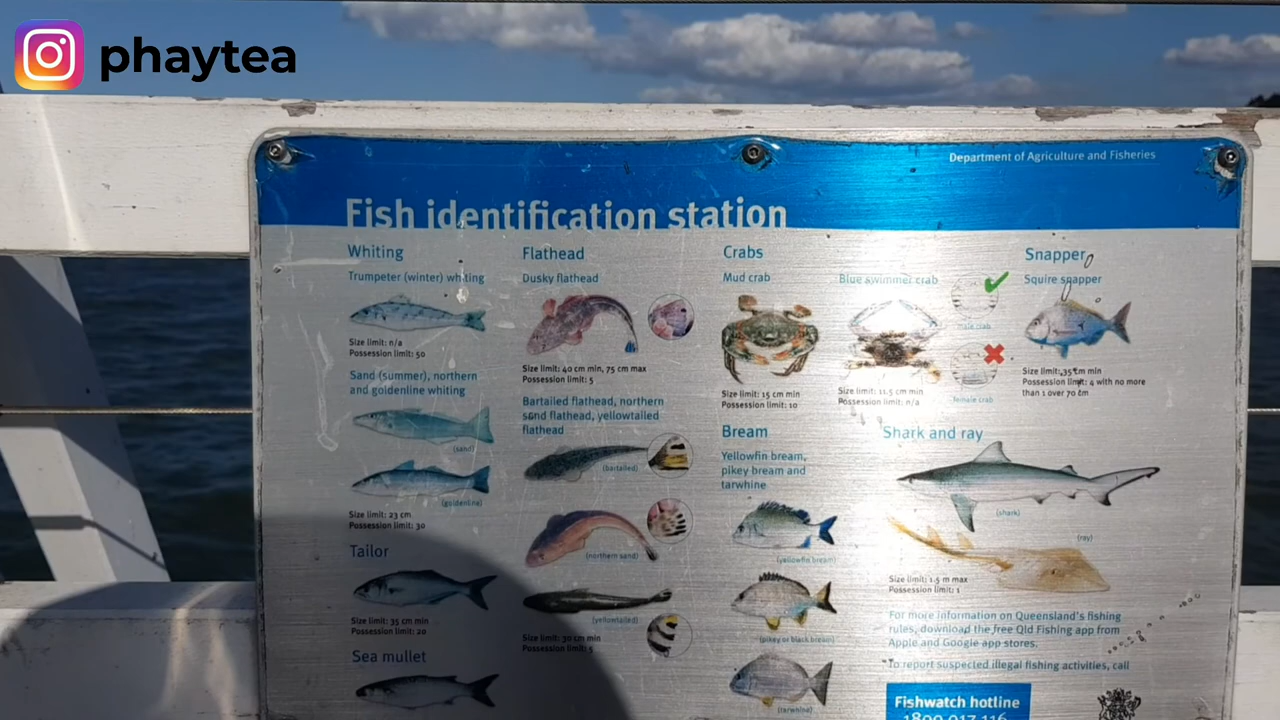 phaytea
Department of Agriculture and Fisheries
Fish identification station
Whiting
Trumpeter (winter) whiting
Size limit: n/a
Possession limit: 50
Sand (summer), northern
and goldenline whiting
(sand)
(goldenline)
Size limit: 23 cm
Possession limit: 30
Tailor
Size limit: 35 cm min
Possession limit: 20
Sea mullet
Flathead
Dusky flathead
Size limit: 40 cm min, 75 cm max
Possession limit: 5
Bartailed flathead, northern
sand flathead, yellowtailed
flathead
(bartailed)
(northern sand)
(yellowtailed)
Size limit: 30 cm min
Possession limit: 5
Crabs
Mud crab
Size limit: 15 cm min
Possession limit: 10
Blue swimmer crab
male crab
female crab
Size limit: 11.5 cm min
Possession limit: n/a
Bream
Yellowfin bream,
pikey bream and
tarwhine
(yellowfin bream)
(pikey or black bream)
(tarwhine)
Snapper
Squire snapper
Size limit: 35 cm min
Possession limit: 4 with no more
than 1 over 70 cm
Shark and ray
(shark)
(ray)
Size limit: 1.5 m max
Possession limit: 1
For more information on Queensland's fishing
rules, download the free Qld Fishing app from
Apple and Google app stores.
To report suspected illegal fishing activities, call
Fishwatch hotline
1800 017 116